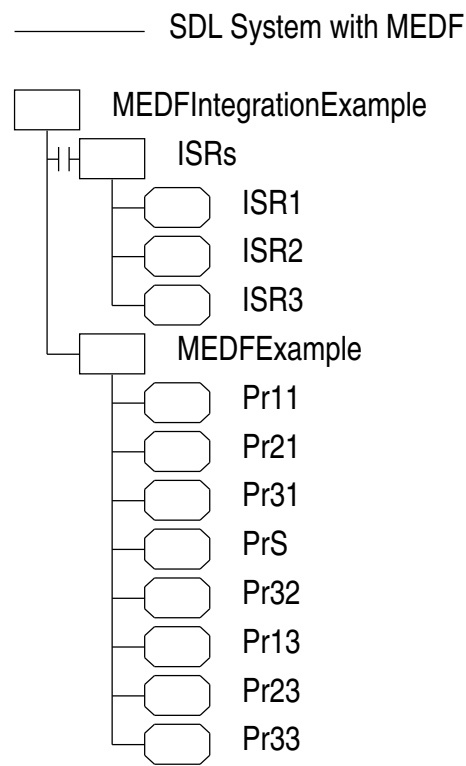 SDL System with MEDF
MEDFIntegrationExample
ISRs
ISR1
ISR2
ISR3
MEDFExample
Pr11
Pr21
Pr31
PrS
Pr32
Pr13
Pr23
Pr33